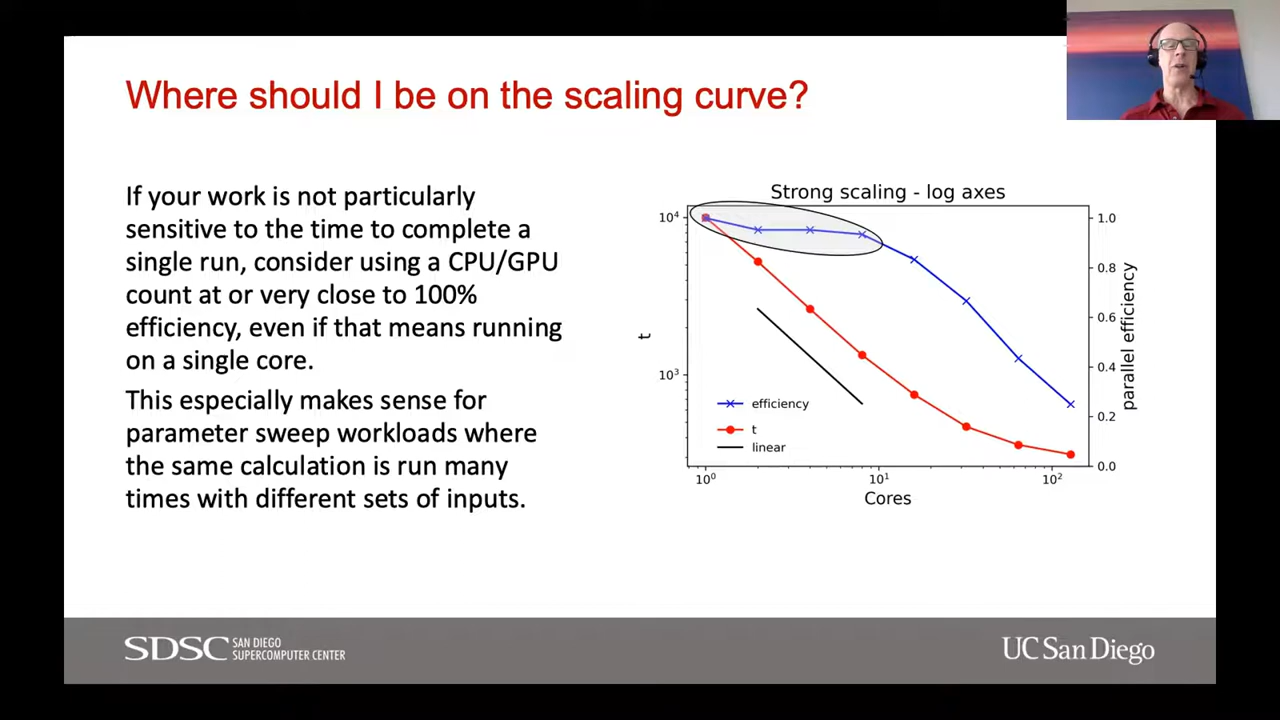 Where should I be on the scaling curve?
If your work is not particularly
sensitive to the time to complete a
single run, consider using a CPU/GPU
count at or very close to 100%
efficiency, even if that means running
on a single core.
This especially makes sense for
parameter sweep workloads where
the same calculation is run many
times with different sets of inputs.
Strong scaling - log axes
10⁴
10³
t
1.0
0.8
0.6
0.4
0.2
0.0
parallel efficiency
efficiency
t
linear
10⁰
10¹
10²
Cores
SDSC
SAN DIEGO
SUPERCOMPUTER CENTER
UC San Diego